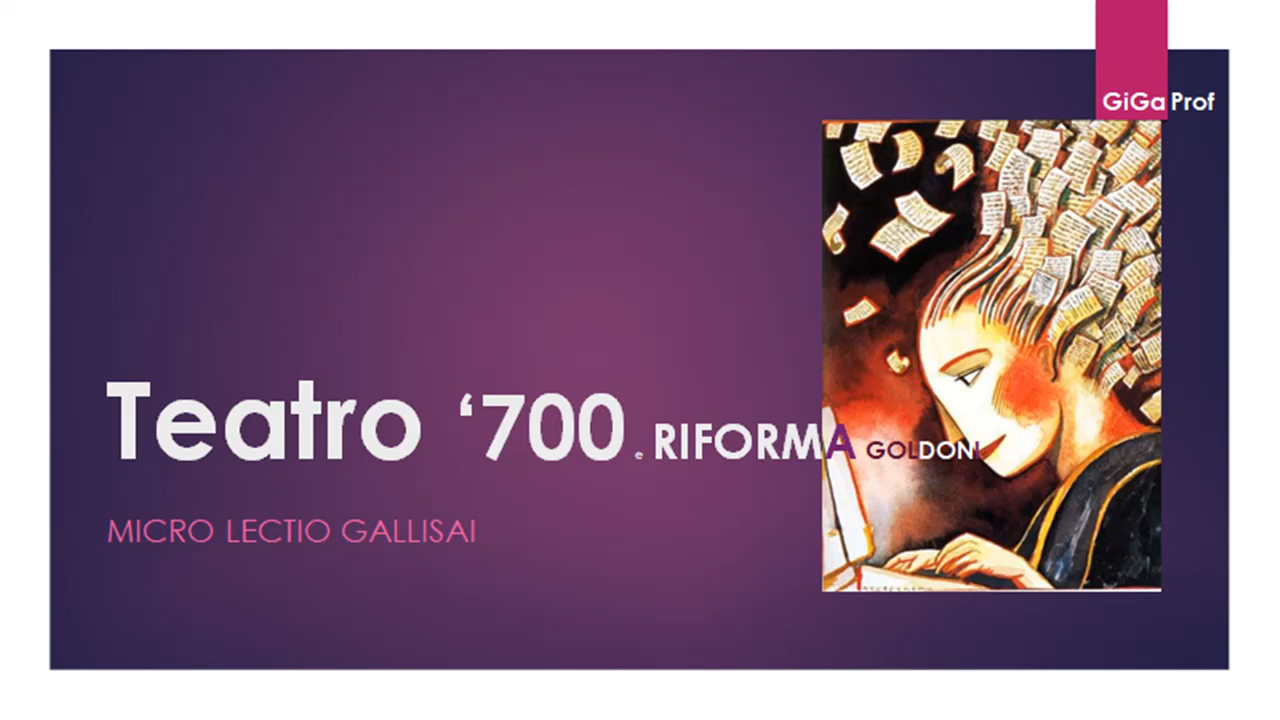 GiGa Prof
Teatro ‘700 e RIFORMA GOLDONI
MICRO LECTIO GALLISAI